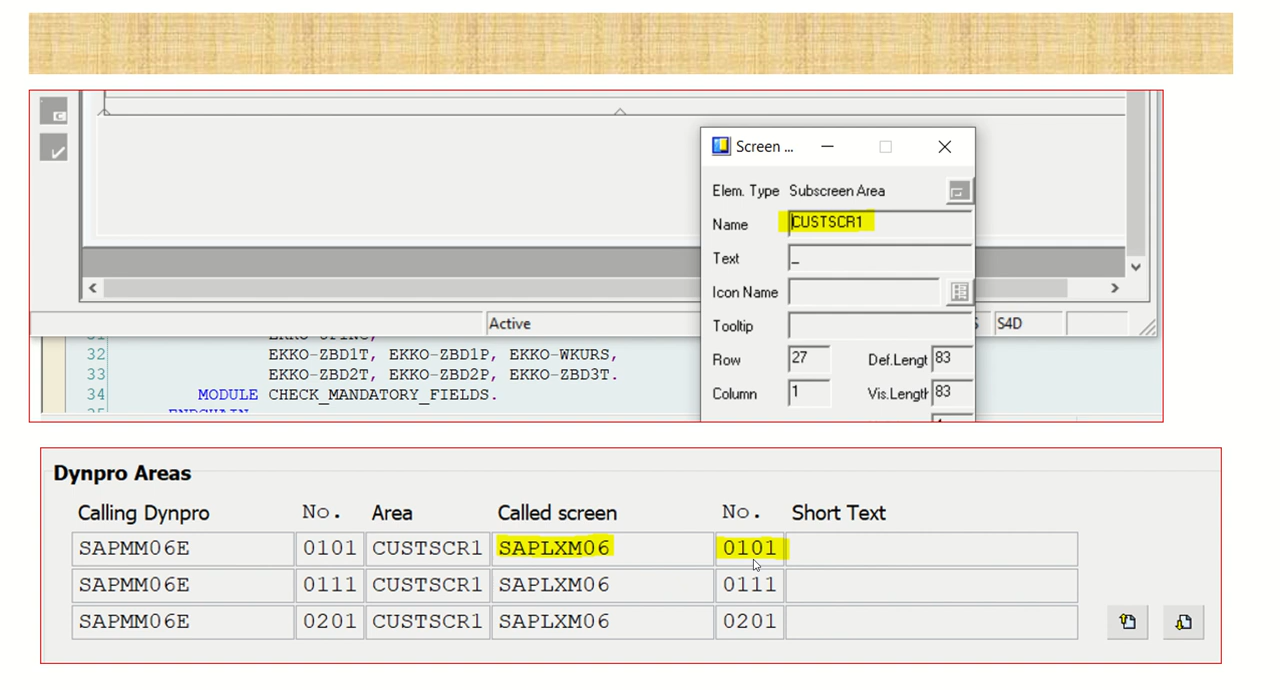 Screen ...
Elem. Type Subscreen Area
Name CUSTSCR1
Text _
Icon Name
Tooltip
Row 27 Def.Lengt 83
Column 1 Vis.Length 83
Active S4D
32 EKKO-ZBD1T, EKKO-ZBD1P, EKKO-WKURS,
33 EKKO-ZBD2T, EKKO-ZBD2P, EKKO-ZBD3T.
34 MODULE CHECK_MANDATORY_FIELDS.
Dynpro Areas
Calling Dynpro No. Area Called screen No. Short Text
SAPMM06E 0101 CUSTSCR1 SAPLXM06 0101
SAPMM06E 0111 CUSTSCR1 SAPLXM06 0111
SAPMM06E 0201 CUSTSCR1 SAPLXM06 0201